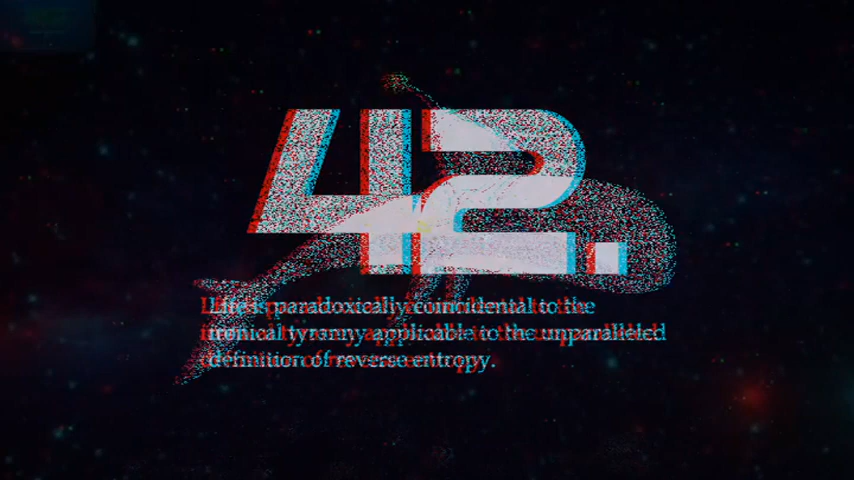 42.
Life is paradoxically coincidental to the
ironical tyranny applicable to the unparalleled
definition of reverse entropy.